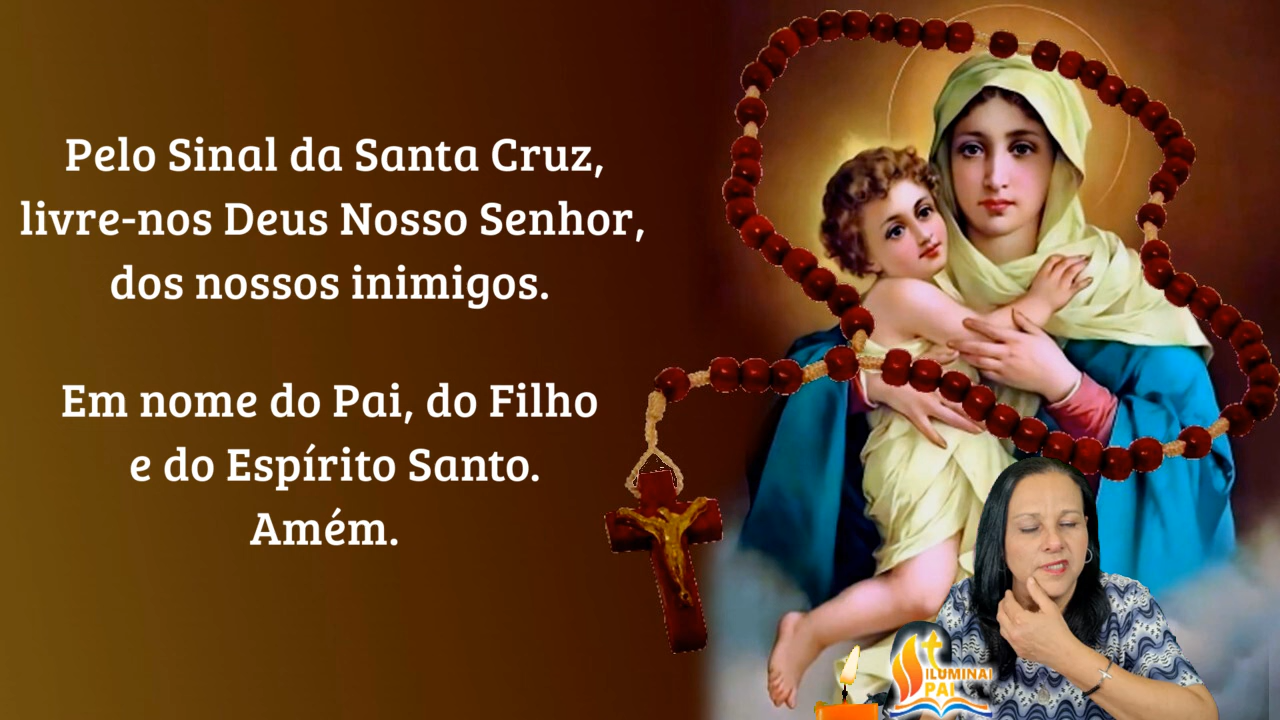 Pelo Sinal da Santa Cruz,
livre-nos Deus Nosso Senhor,
dos nossos inimigos.
Em nome do Pai, do Filho
e do Espírito Santo.
Amém.
ILUMINAI
PAI